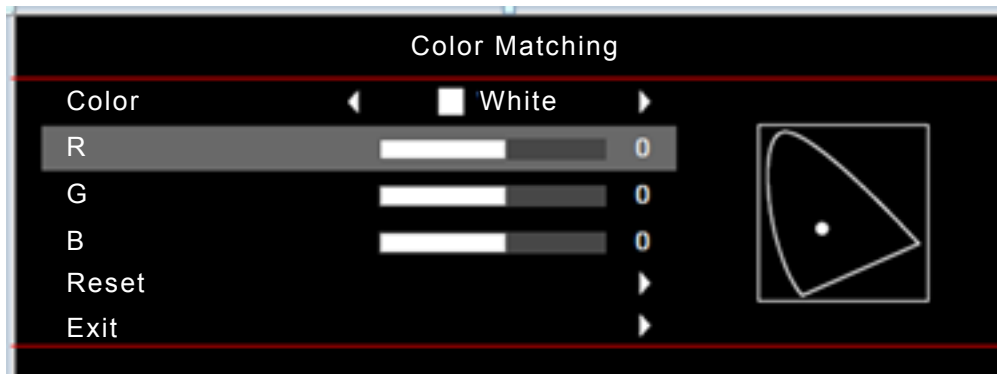 Color Matching
Color White
R 0
G 0
B 0
Reset
Exit